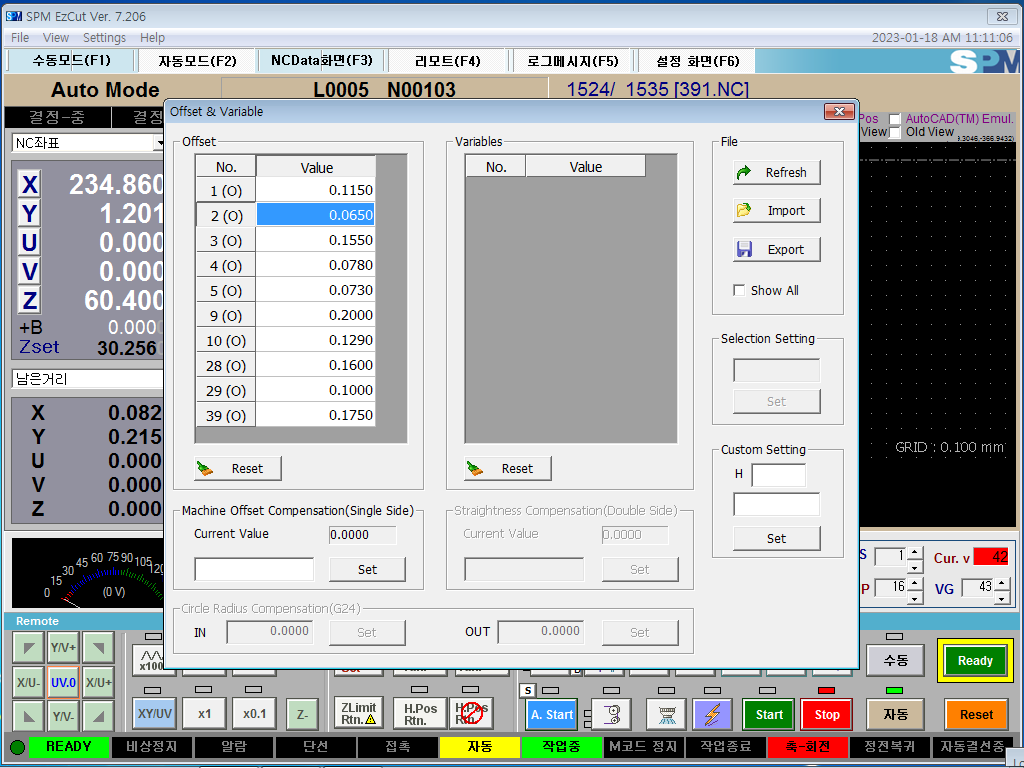 SPM EzCut Ver. 7.206
File View Settings Help
2023-01-18 AM 11:11:06
수동모드(F1) 자동모드(F2) NCData화면(F3) 리모트(F4) 로그메시지(F5) 설정 화면(F6)
SPM
Auto Mode L0005 N00103 1524/ 1535 [391.NC]
결정-중 결정
NC좌표
X 234.860
Y 1.201
U 0.000
V 0.000
Z 60.400
+B 0.000
Zset 30.256
남은거리
X 0.082
Y 0.215
U 0.000
V 0.000
Z 0.000
0 15 30 45 60 75 90 105 120
(0 V)
Offset & Variable
Offset
No. Value
1 (O) 0.1150
2 (O) 0.0650
3 (O) 0.1550
4 (O) 0.0780
5 (O) 0.0730
9 (O) 0.2000
10 (O) 0.1290
28 (O) 0.1600
29 (O) 0.1000
39 (O) 0.1750
Reset
Variables
No. Value
Reset
File
Refresh
Import
Export
Show All
Selection Setting
Set
Custom Setting
H
Set
Machine Offset Compensation(Single Side)
Current Value 0.0000
Set
Straightness Compensation(Double Side)
Current Value 0.0000
Set
Circle Radius Compensation(G24)
IN 0.0000 Set OUT 0.0000 Set
Pos AutoCAD(TM) Emul.
View Old View
GRID : 0.100 mm
S 1 Cur. v 42
P 16 VG 43
Remote
Y/V+
X/U- UV.0 X/U+
Y/V-
x100
XY/UV x1 x0.1 Z-
ZLimit Rtn. H.Pos Rtn.
S
A. Start Start Stop
수동 Ready
자동 Reset
READY 비상정지 알람 단선 접촉 자동 작업중 M코드 정지 작업종료 축-회전 정전복귀 자동결선중